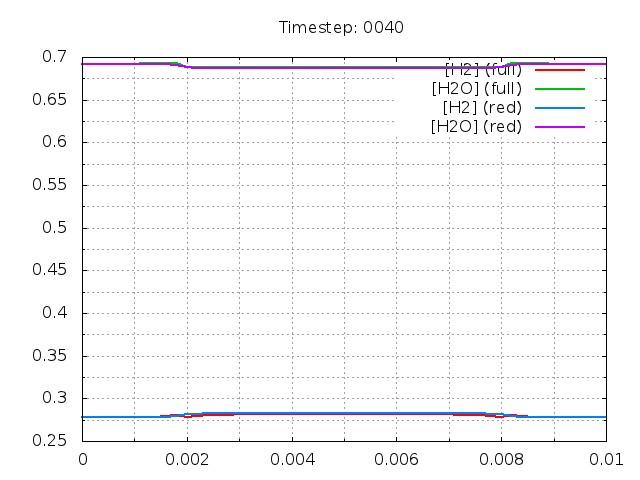 Timestep: 0040
0.7
0.65
0.6
0.55
0.5
0.45
0.4
0.35
0.3
0.25
[H2] (full)
[H2O] (full)
[H2] (red)
[H2O] (red)
0 0.002 0.004 0.006 0.008 0.01